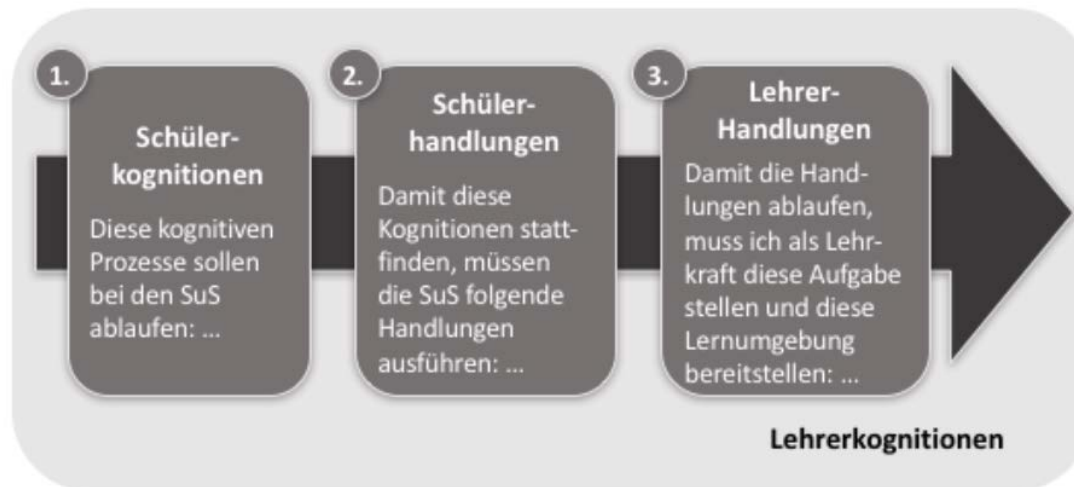 1.
Schüler-
kognitionen
Diese kognitiven
Prozesse sollen
bei den SuS
ablaufen: ...
2.
Schüler-
handlungen
Damit diese
Kognitionen statt-
finden, müssen
die SuS folgende
Handlungen
ausführen: ...
3.
Lehrer-
Handlungen
Damit die Hand-
lungen ablaufen,
muss ich als Lehr-
kraft diese Aufgabe
stellen und diese
Lernumgebung
bereitstellen: ...
Lehrerkognitionen